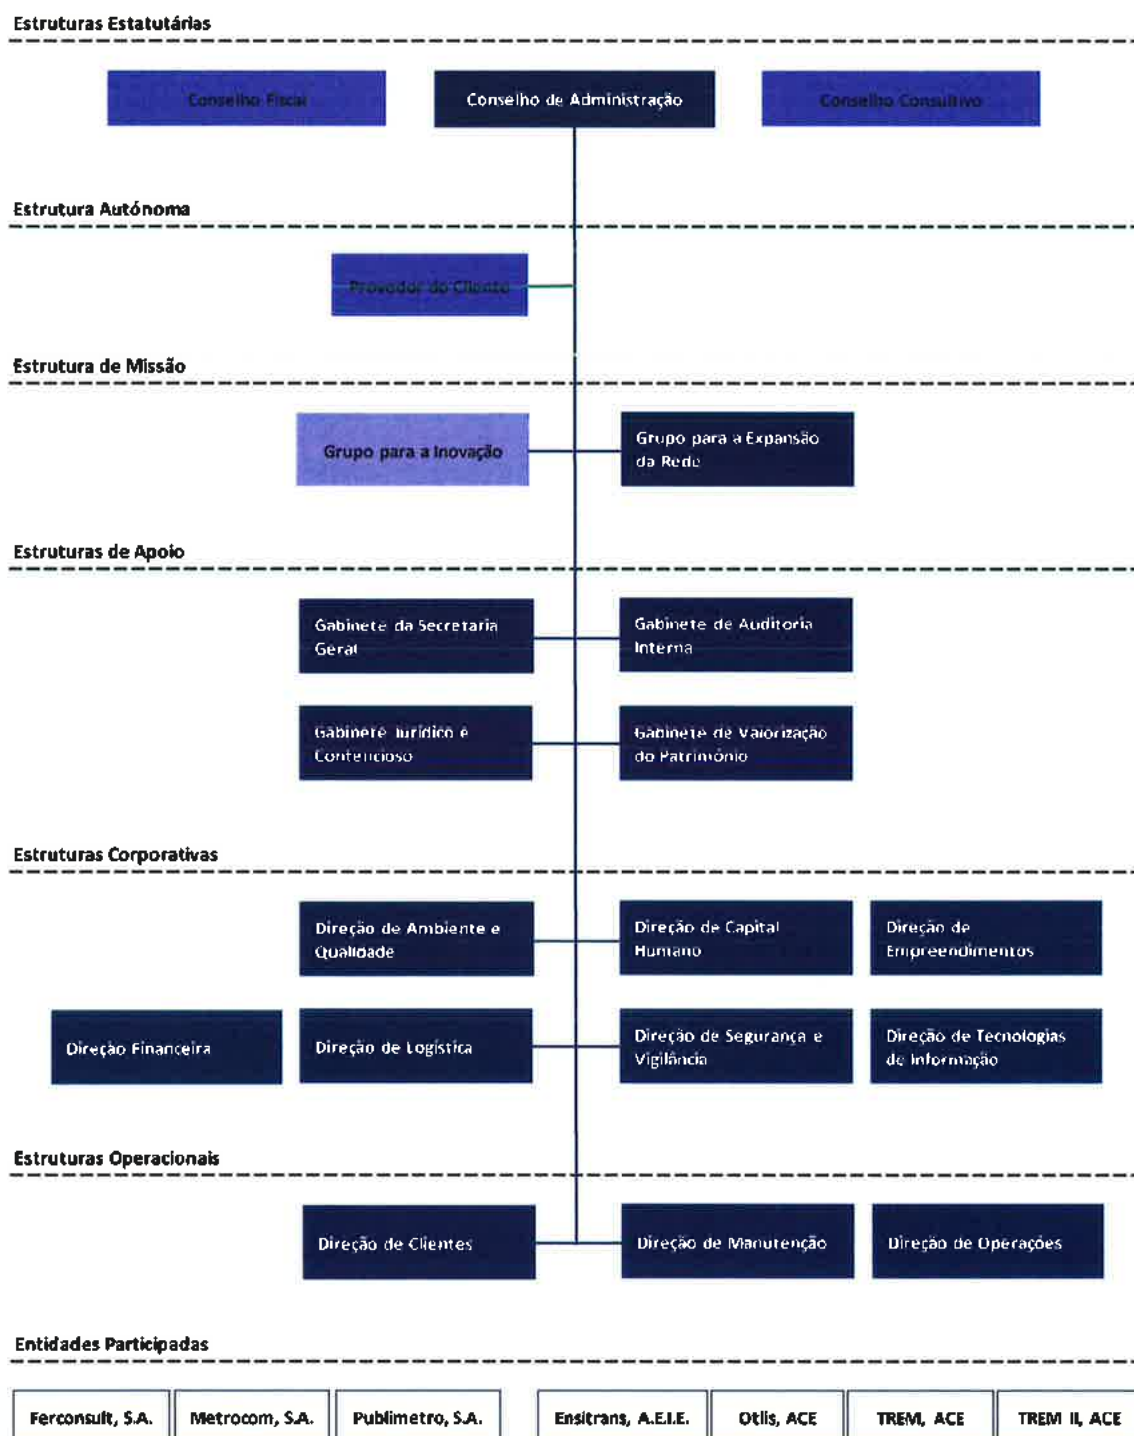 Estruturas Estatutárias
Conselho Fiscal
Conselho de Administração
Conselho Consultivo
Estrutura Autónoma
Provedor do Cliente
Estrutura de Missão
Grupo para a Inovação
Grupo para a Expansão
da Rede
Estruturas de Apoio
Gabinete da Secretaria
Geral
Gabinete de Auditoria
Interna
Gabinete Jurídico e
Contencioso
Gabinete de Valorização
do Património
Estruturas Corporativas
Direção de Ambiente e
Qualidade
Direção de Capital
Humano
Direção de
Empreendimentos
Direção Financeira
Direção de Logística
Direção de Segurança e
Vigilância
Direção de Tecnologias
de Informação
Estruturas Operacionais
Direção de Clientes
Direção de Manutenção
Direção de Operações
Entidades Participadas
Ferconsult, S.A.
Metrocom, S.A.
Publimetro, S.A.
Ensitrans, A.E.I.E.
Otlis, ACE
TREM, ACE
TREM II, ACE